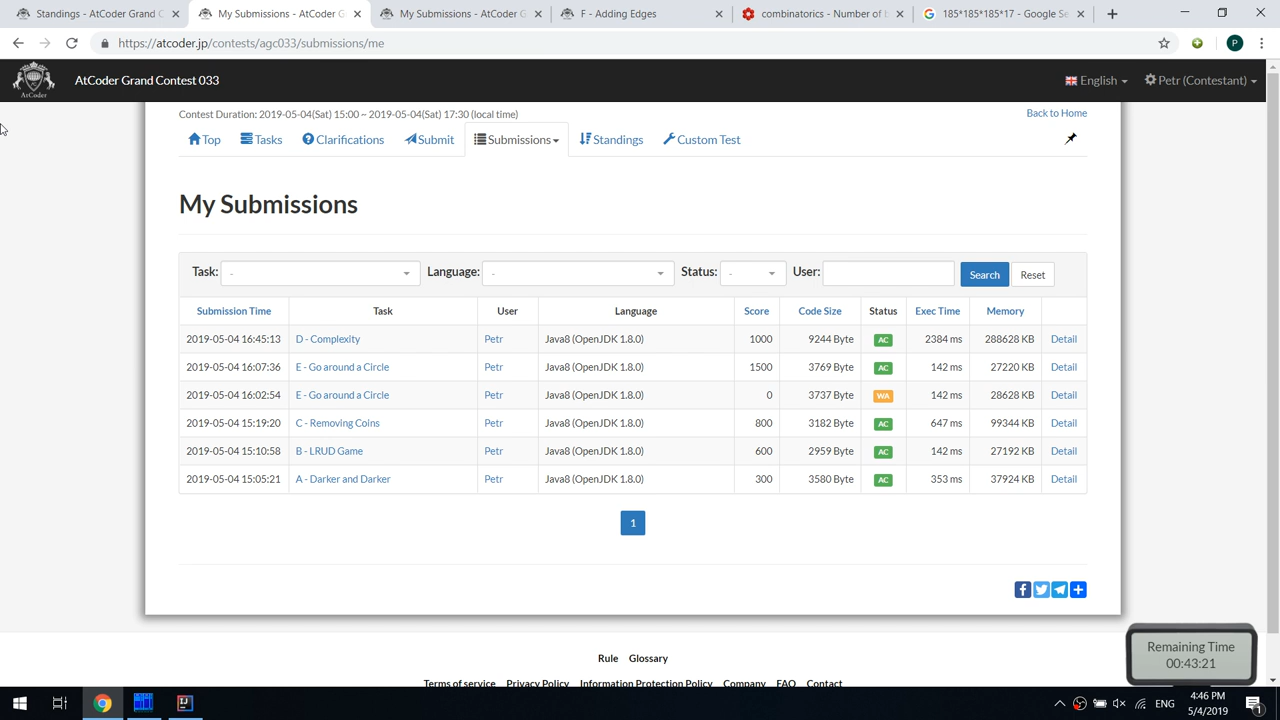 Standings - AtCoder Grand C
My Submissions - AtCoder G
My Submissions - AtCoder G
F - Adding Edges
combinatorics - Number of b
185*185*185*17 - Google Se
https://atcoder.jp/contests/agc033/submissions/me
P
AtCoder
AtCoder Grand Contest 033
English
Petr (Contestant)
Contest Duration: 2019-05-04(Sat) 15:00 ~ 2019-05-04(Sat) 17:30 (local time)
Back to Home
Top
Tasks
Clarifications
Submit
Submissions
Standings
Custom Test
My Submissions
Task: -
Language: -
Status: -
User:
Search
Reset
Submission Time Task User Language Score Code Size Status Exec Time Memory
2019-05-04 16:45:13 D - Complexity Petr Java8 (OpenJDK 1.8.0) 1000 9244 Byte AC 2384 ms 288628 KB Detail
2019-05-04 16:07:36 E - Go around a Circle Petr Java8 (OpenJDK 1.8.0) 1500 3769 Byte AC 142 ms 27220 KB Detail
2019-05-04 16:02:54 E - Go around a Circle Petr Java8 (OpenJDK 1.8.0) 0 3737 Byte WA 142 ms 28628 KB Detail
2019-05-04 15:19:20 C - Removing Coins Petr Java8 (OpenJDK 1.8.0) 800 3182 Byte AC 647 ms 99344 KB Detail
2019-05-04 15:10:58 B - LRUD Game Petr Java8 (OpenJDK 1.8.0) 600 2959 Byte AC 142 ms 27192 KB Detail
2019-05-04 15:05:21 A - Darker and Darker Petr Java8 (OpenJDK 1.8.0) 300 3580 Byte AC 353 ms 37924 KB Detail
1
Remaining Time
00:43:21
Rule Glossary
Terms of service Privacy Policy Information Protection Policy Company FAQ Contact
ENG
4:46 PM
5/4/2019
1